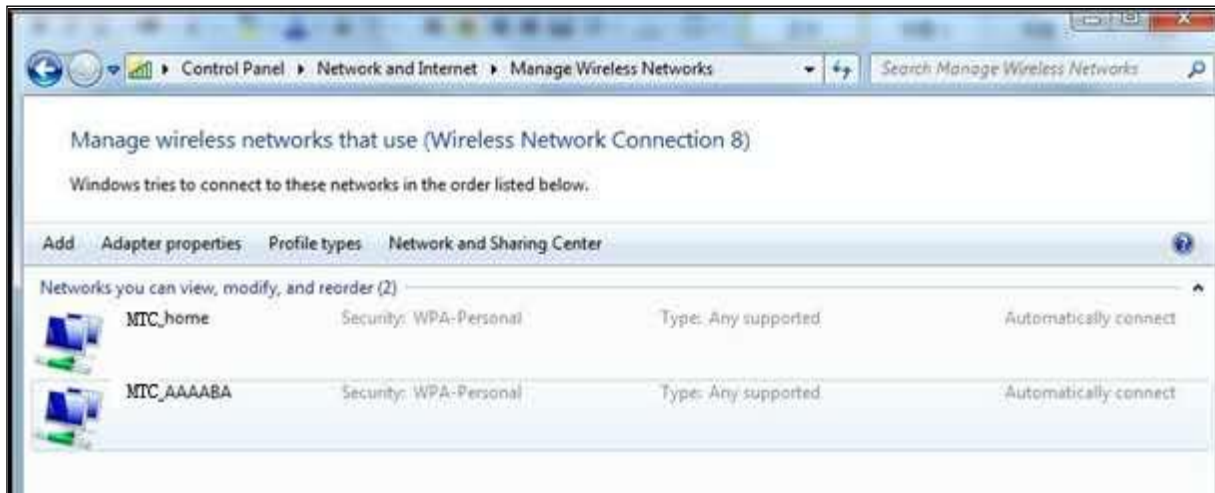 Control Panel ▸ Network and Internet ▸ Manage Wireless Networks Search Manage Wireless Networks
Manage wireless networks that use (Wireless Network Connection 8)
Windows tries to connect to these networks in the order listed below.
Add Adapter properties Profile types Network and Sharing Center
Networks you can view, modify, and reorder (2)
MTC_home Security: WPA-Personal Type: Any supported Automatically connect
MTC_AAAABA Security: WPA-Personal Type: Any supported Automatically connect